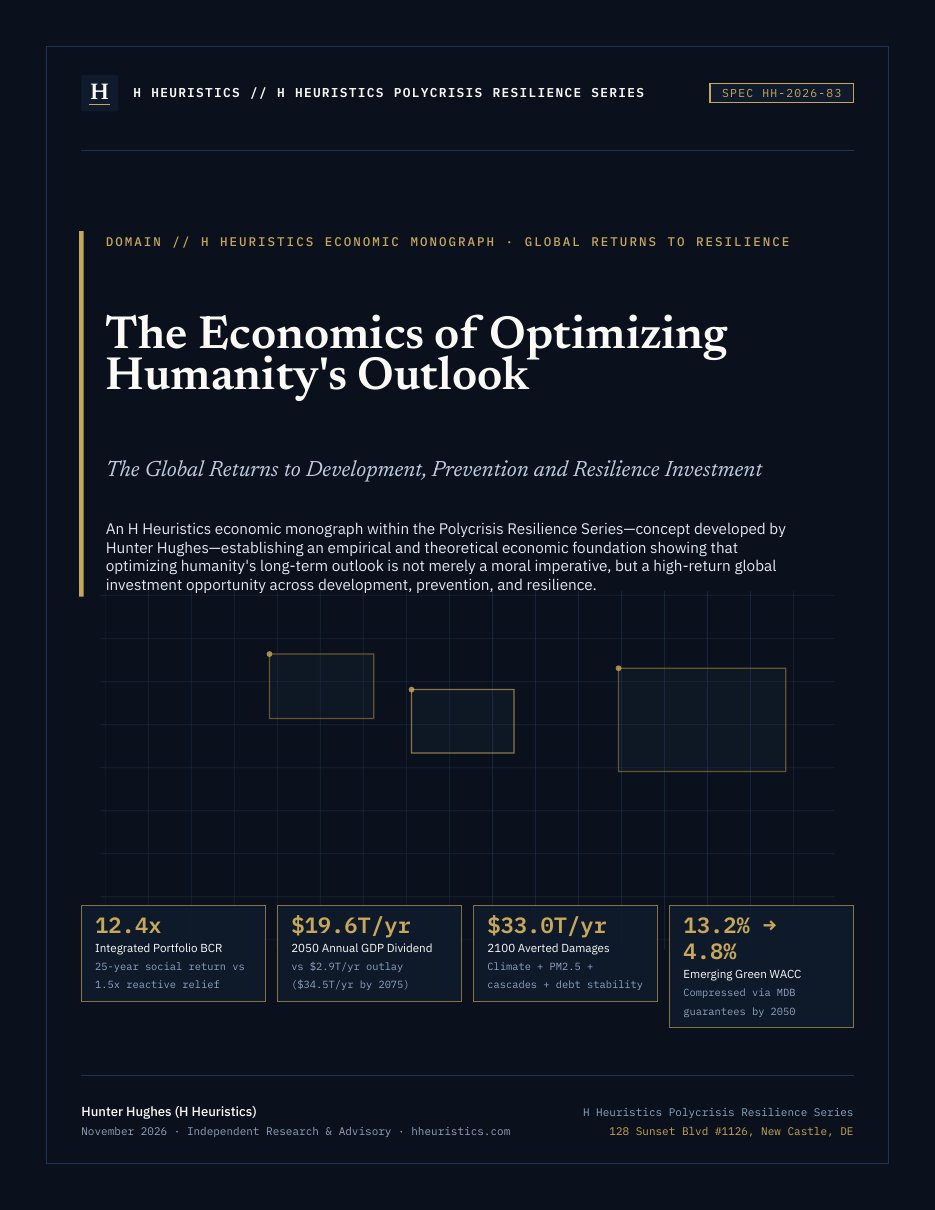 H
H HEURISTICS // H HEURISTICS POLYCRISIS RESILIENCE SERIES
SPEC HH-2026-83
DOMAIN // H HEURISTICS ECONOMIC MONOGRAPH · GLOBAL RETURNS TO RESILIENCE
The Economics of Optimizing
Humanity's Outlook
The Global Returns to Development, Prevention and Resilience Investment
An H Heuristics economic monograph within the Polycrisis Resilience Series—concept developed by
Hunter Hughes—establishing an empirical and theoretical economic foundation showing that
optimizing humanity's long-term outlook is not merely a moral imperative, but a high-return global
investment opportunity across development, prevention, and resilience.
12.4x
Integrated Portfolio BCR
25-year social return vs
1.5x reactive relief
$19.6T/yr
2050 Annual GDP Dividend
vs $2.9T/yr outlay
($34.5T/yr by 2075)
$33.0T/yr
2100 Averted Damages
Climate + PM2.5 +
cascades + debt stability
13.2% →
4.8%
Emerging Green WACC
Compressed via MDB
guarantees by 2050
Hunter Hughes (H Heuristics)
November 2026 · Independent Research & Advisory · hheuristics.com
H Heuristics Polycrisis Resilience Series
128 Sunset Blvd #1126, New Castle, DE